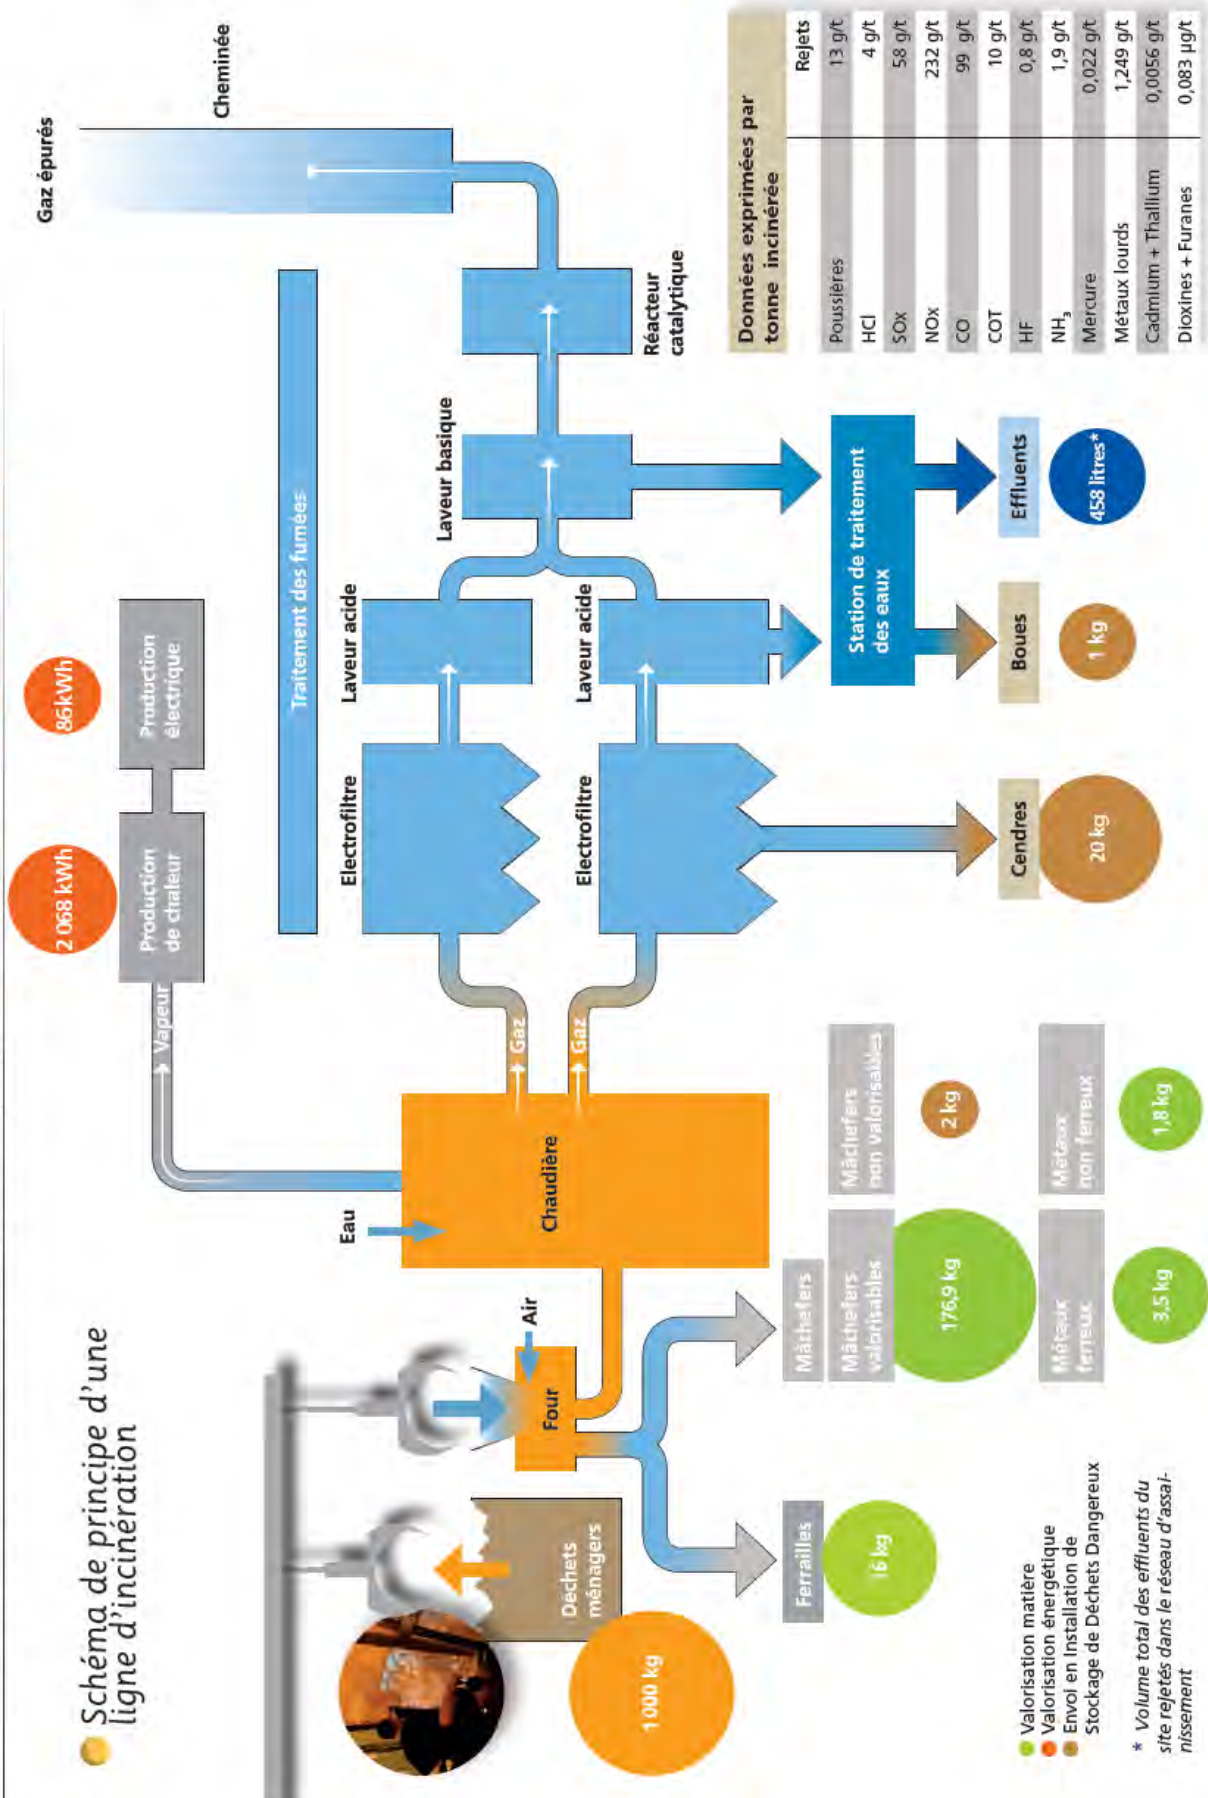 Schéma de principe d'une
ligne d'incinération
1000 kg
Déchets
ménagers
Four
Air
Eau
Chaudière
Vapeur
Gaz
Gaz
Production
de chaleur
2 068 kWh
Production
électrique
86kWh
Traitement des fumées
Electrofiltre
Electrofiltre
Laveur acide
Laveur acide
Laveur basique
Réacteur
catalytique
Gaz épurés
Cheminée
Ferrailles
16 kg
Mâchefers
Mâchefers
valorisables
176,9 kg
Mâchefers
non valorisables
2 kg
Métaux
ferreux
3,5 kg
Métaux
non ferreux
1,8 kg
Cendres
20 kg
Station de traitement
des eaux
Boues
1 kg
Effluents
458 litres*
Données exprimées par
tonne incinérée
Rejets
Poussières 13 g/t
HCl 4 g/t
SOx 58 g/t
NOx 232 g/t
CO 99 g/t
COT 10 g/t
HF 0,8 g/t
NH₃ 1,9 g/t
Mercure 0,022 g/t
Métaux lourds 1,249 g/t
Cadmium + Thallium 0,0056 g/t
Dioxines + Furanes 0,083 µg/t
Valorisation matière
Valorisation énergétique
Envoi en Installation de
Stockage de Déchets Dangereux
* Volume total des effluents du
site rejetés dans le réseau d'assai-
nissement